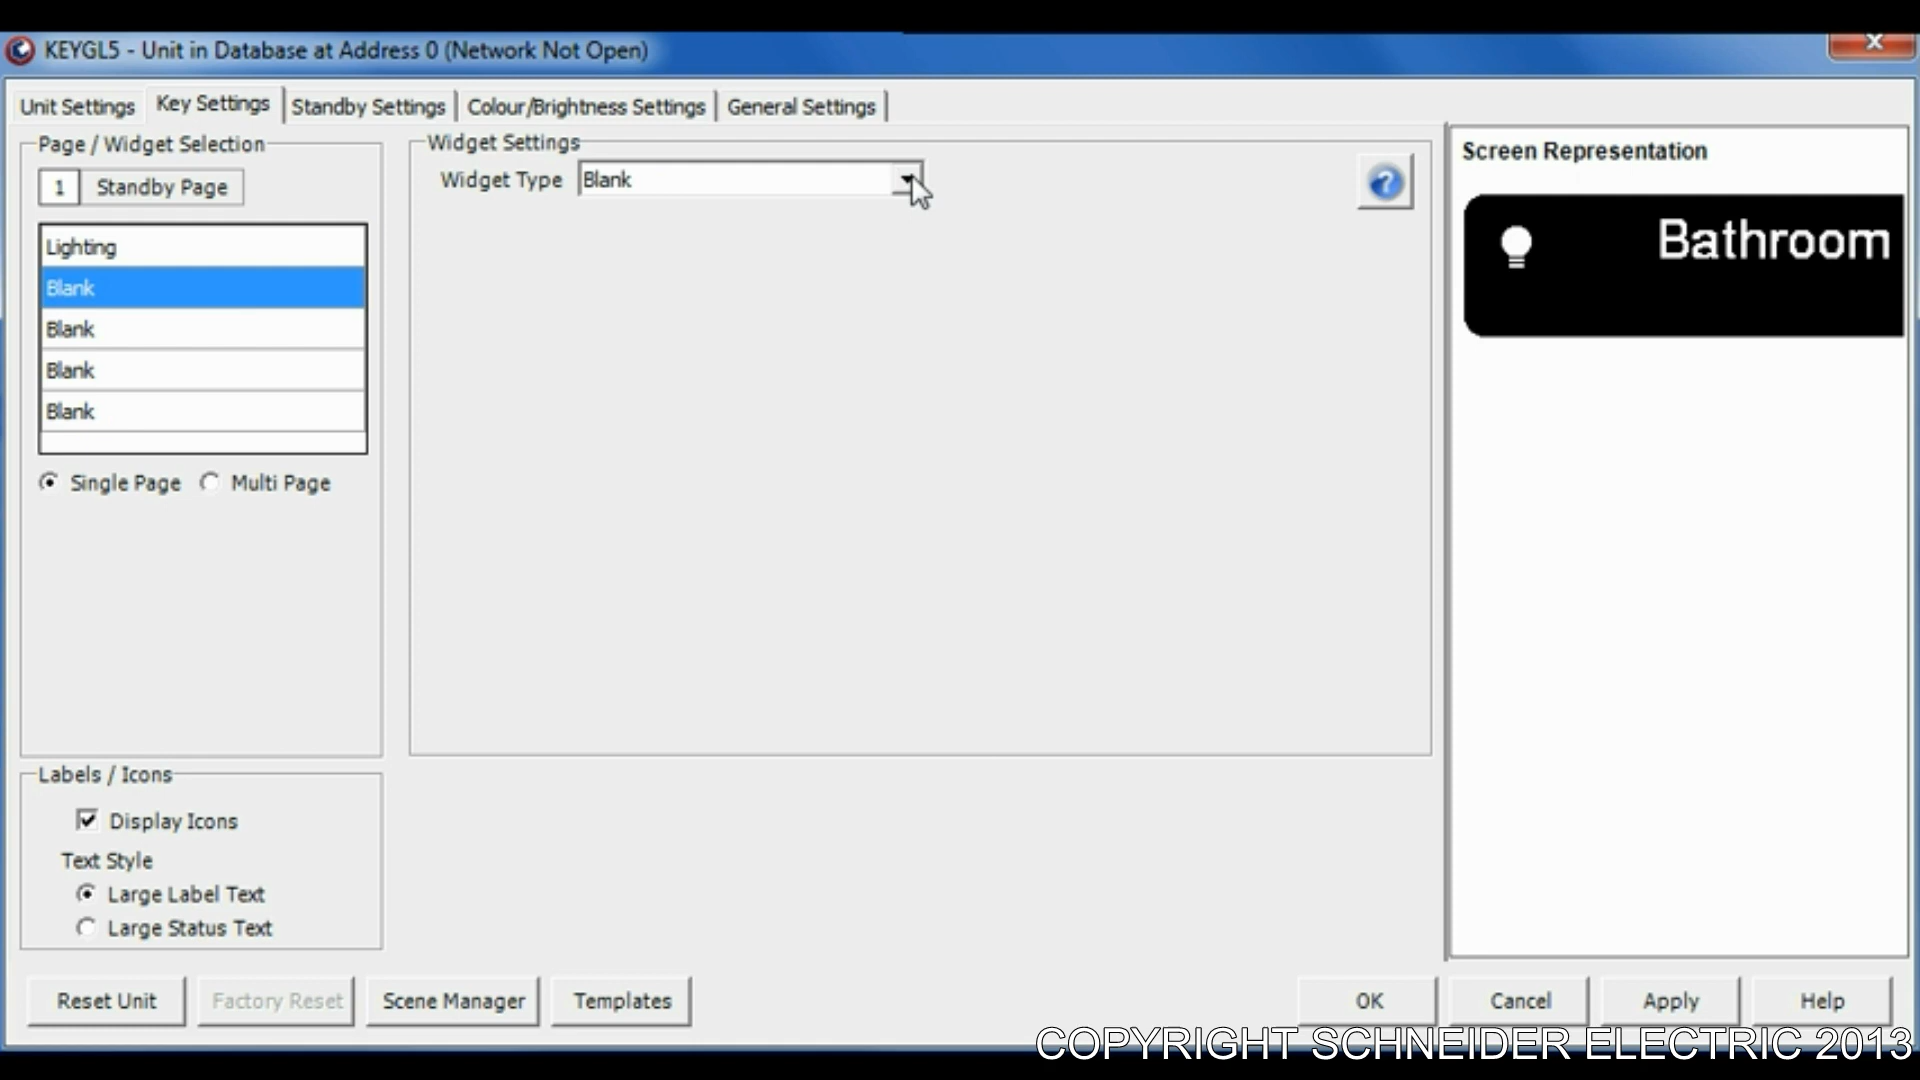 KEYGL5 - Unit in Database at Address 0 (Network Not Open)
Unit Settings Key Settings Standby Settings Colour/Brightness Settings General Settings
Page / Widget Selection
1 Standby Page
Lighting
Blank
Blank
Blank
Blank
Single Page Multi Page
Widget Settings
Widget Type Blank
?
Screen Representation
Bathroom
Labels / Icons
Display Icons
Text Style
Large Label Text
Large Status Text
Reset Unit Factory Reset Scene Manager Templates OK Cancel Apply Help
COPYRIGHT SCHNEIDER ELECTRIC 2013